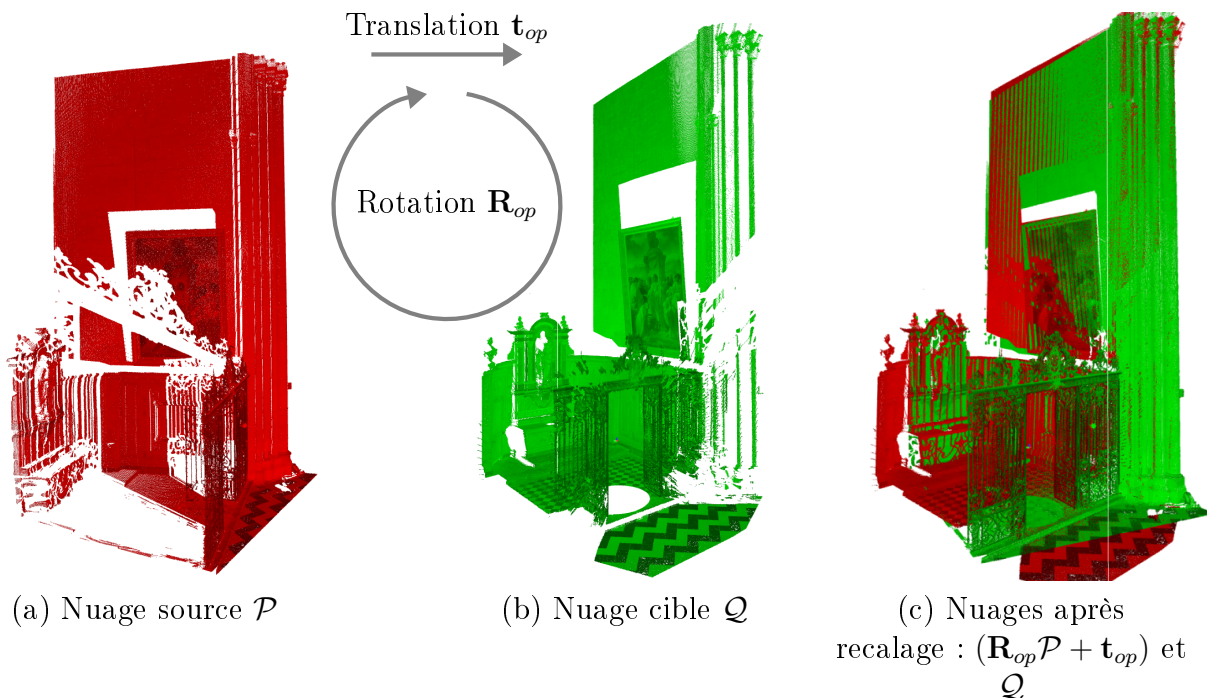 Translation t_op
Rotation R_op
(a) Nuage source 𝒫
(b) Nuage cible 𝒬
(c) Nuages après
recalage : (R_op𝒫 + t_op) et
𝒬